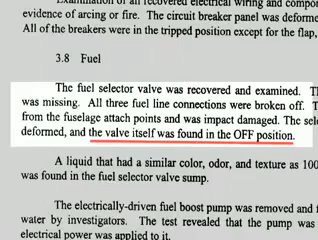 Examination of all recovered electrical wiring and compo
evidence of arcing or fire. The circuit breaker panel was deforme
All of the breakers were in the tripped position except for the flap,
3.8 Fuel
The fuel selector valve was recovered and examined. T
was missing. All three fuel line connections were broken off. T
from the fuselage attach points and was impact damaged. The sele
deformed, and the valve itself was found in the OFF position.
A liquid that had a similar color, odor, and texture as 100
was found in the fuel selector valve sump.
The electrically-driven fuel boost pump was removed and f
water by investigators. The test revealed that the pump was
electrical power was applied to it.